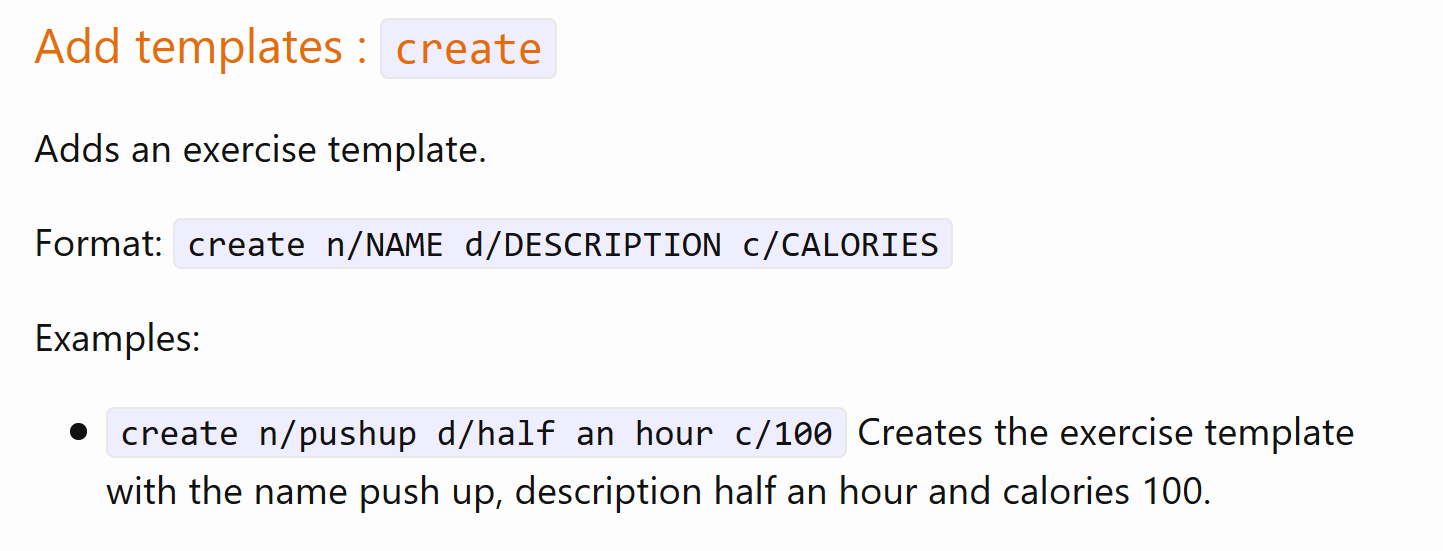 Add templates : create
Adds an exercise template.
Format: create n/NAME d/DESCRIPTION c/CALORIES
Examples:
• create n/pushup d/half an hour c/100 Creates the exercise template
with the name push up, description half an hour and calories 100.